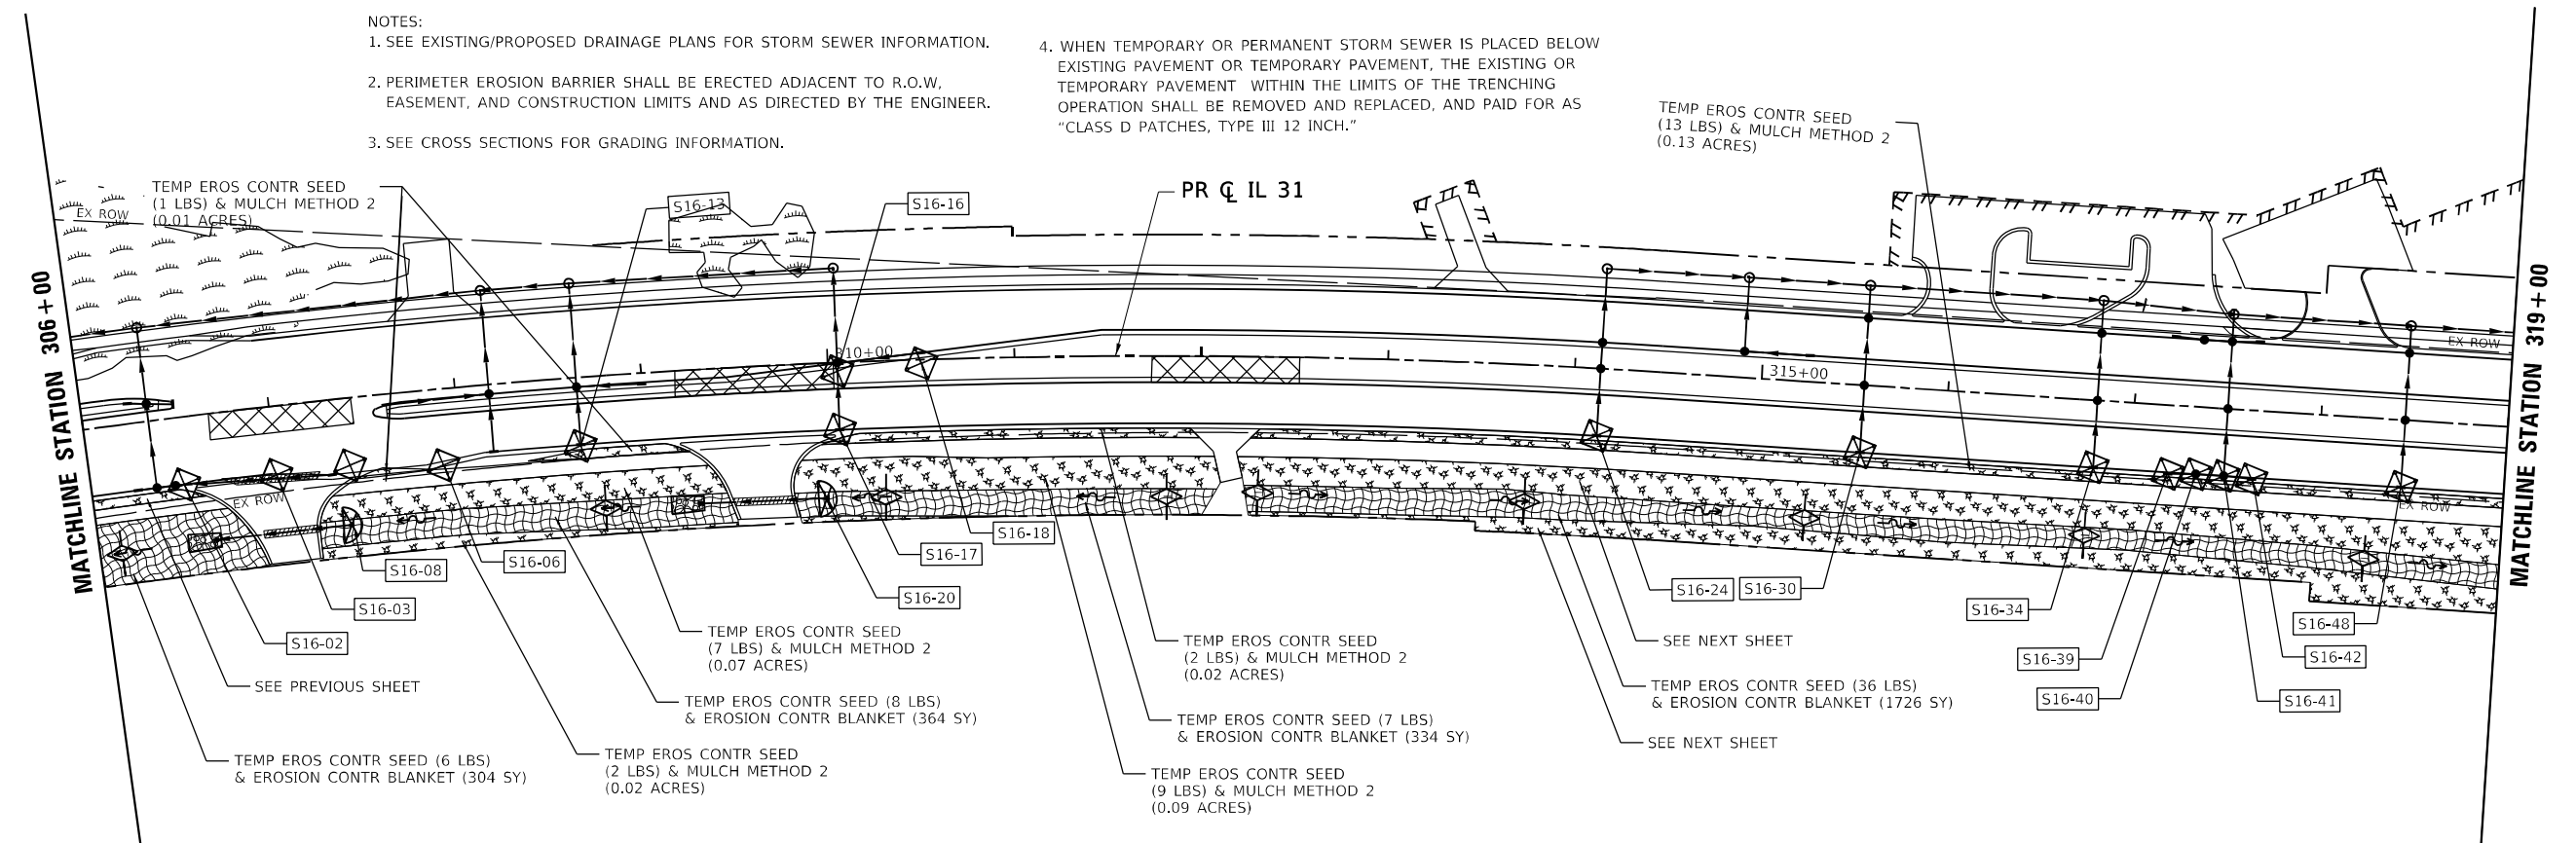 NOTES:
1. SEE EXISTING/PROPOSED DRAINAGE PLANS FOR STORM SEWER INFORMATION.
2. PERIMETER EROSION BARRIER SHALL BE ERECTED ADJACENT TO R.O.W,
EASEMENT, AND CONSTRUCTION LIMITS AND AS DIRECTED BY THE ENGINEER.
3. SEE CROSS SECTIONS FOR GRADING INFORMATION.
4. WHEN TEMPORARY OR PERMANENT STORM SEWER IS PLACED BELOW
EXISTING PAVEMENT OR TEMPORARY PAVEMENT, THE EXISTING OR
TEMPORARY PAVEMENT WITHIN THE LIMITS OF THE TRENCHING
OPERATION SHALL BE REMOVED AND REPLACED, AND PAID FOR AS
"CLASS D PATCHES, TYPE III 12 INCH."
TEMP EROS CONTR SEED
(13 LBS) & MULCH METHOD 2
(0.13 ACRES)
TEMP EROS CONTR SEED
(1 LBS) & MULCH METHOD 2
(0.01 ACRES)
EX ROW
S16-13
S16-16
PR ℄ IL 31
MATCHLINE STATION 306+00
MATCHLINE STATION 319+00
310+00
315+00
EX ROW
EX ROW
EX ROW
S16-18
S16-17
S16-06
S16-08
S16-20
S16-03
S16-02
S16-24
S16-30
S16-34
S16-48
S16-39
S16-42
S16-40
S16-41
TEMP EROS CONTR SEED
(7 LBS) & MULCH METHOD 2
(0.07 ACRES)
TEMP EROS CONTR SEED
(2 LBS) & MULCH METHOD 2
(0.02 ACRES)
SEE NEXT SHEET
SEE PREVIOUS SHEET
TEMP EROS CONTR SEED (8 LBS)
& EROSION CONTR BLANKET (364 SY)
TEMP EROS CONTR SEED (36 LBS)
& EROSION CONTR BLANKET (1726 SY)
TEMP EROS CONTR SEED (7 LBS)
& EROSION CONTR BLANKET (334 SY)
SEE NEXT SHEET
TEMP EROS CONTR SEED (6 LBS)
& EROSION CONTR BLANKET (304 SY)
TEMP EROS CONTR SEED
(2 LBS) & MULCH METHOD 2
(0.02 ACRES)
TEMP EROS CONTR SEED
(9 LBS) & MULCH METHOD 2
(0.09 ACRES)